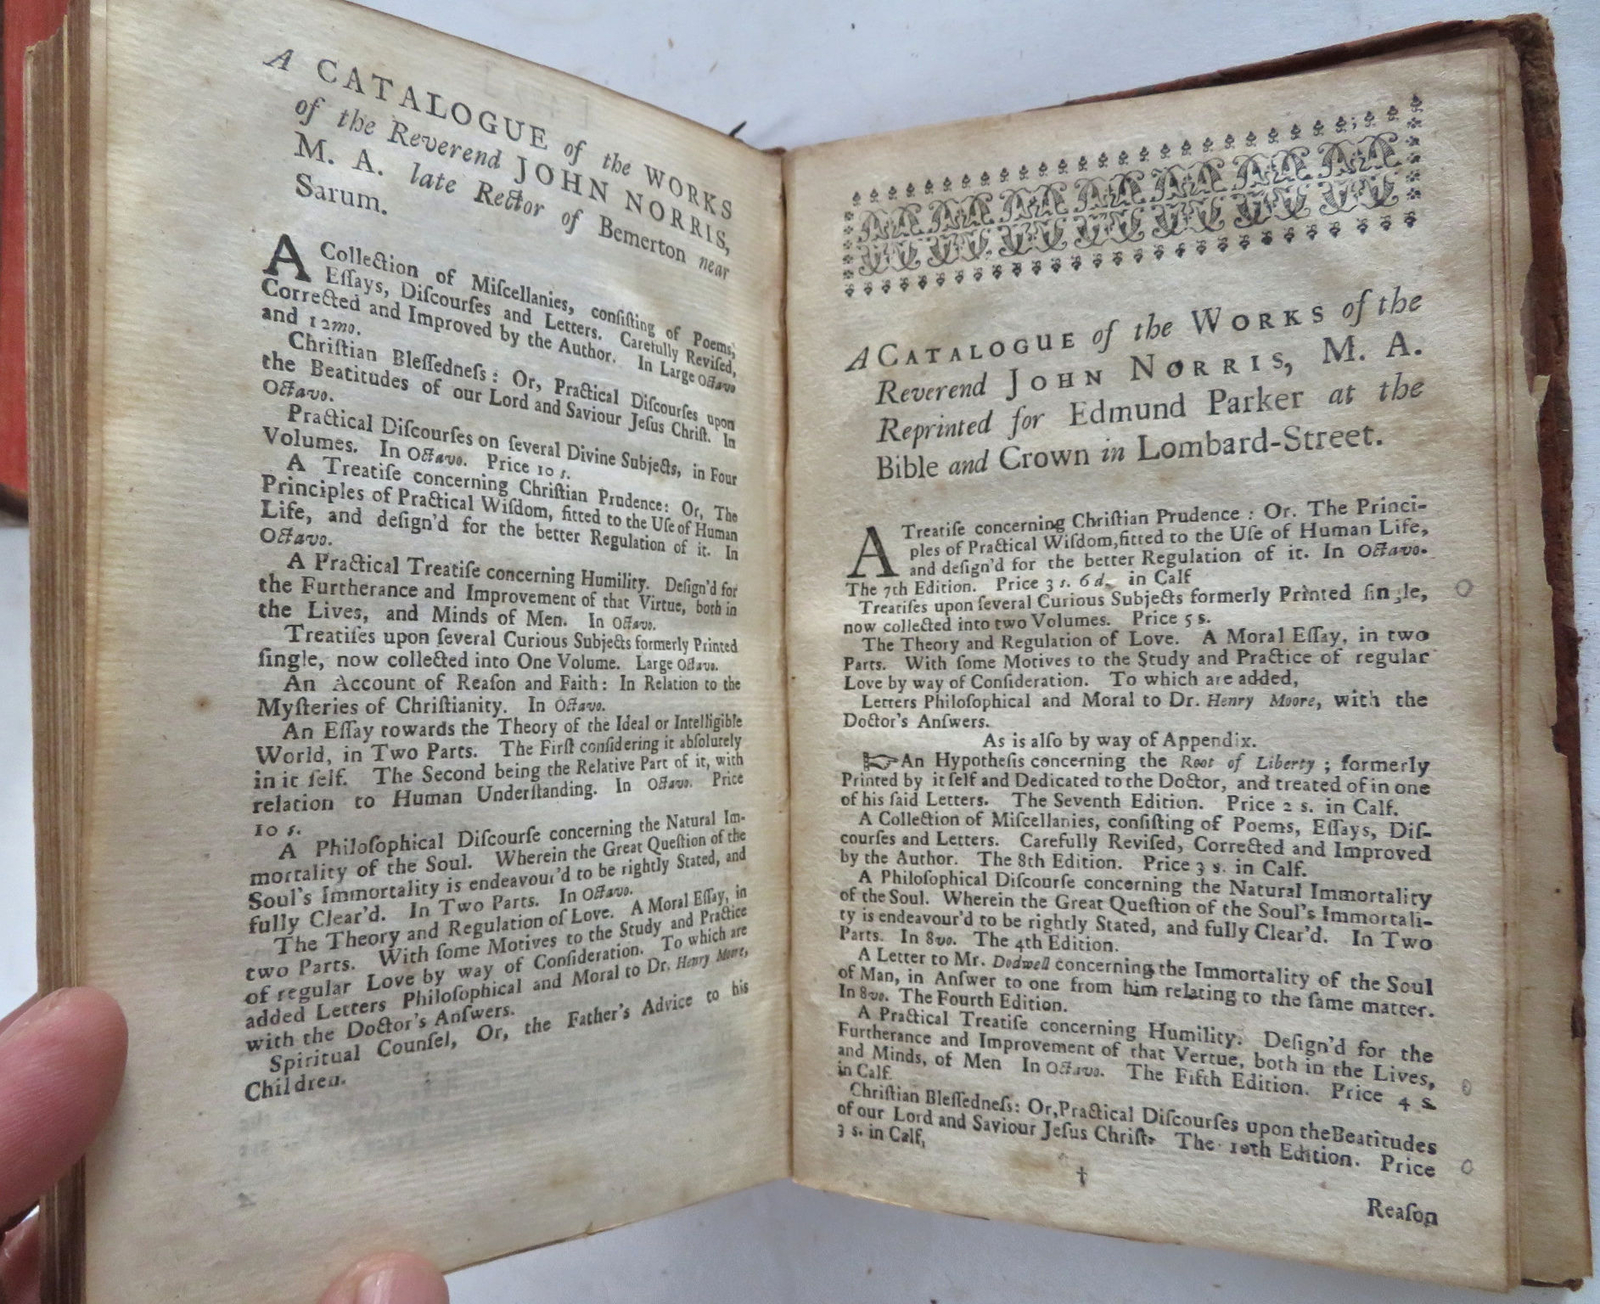 A CATALOGUE of the WORKS
of the Reverend JOHN NORRIS,
M. A. late Rector of Bemerton near
Sarum.
A Collection of Miſcellanies, conſiſting of Poems,
Eſſays, Diſcourſes and Letters. Carefully Reviſed,
Corrected and Improved by the Author. In Large Octavo
and 12mo.
Chriſtian Bleſſedneſs: Or, Practical Diſcourſes upon
the Beatitudes of our Lord and Saviour Jeſus Chriſt. In
Octavo.
Practical Diſcourſes on ſeveral Divine Subjects, in Four
Volumes. In Octavo. Price 10 s.
A Treatiſe concerning Chriſtian Prudence: Or, The
Principles of Practical Wiſdom, fitted to the Uſe of Human
Life, and deſign'd for the better Regulation of it. In
Octavo.
A Practical Treatiſe concerning Humility. Deſign'd for
the Furtherance and Improvement of that Virtue, both in
the Lives, and Minds of Men. In Octavo.
Treatiſes upon ſeveral Curious Subjects formerly Printed
ſingle, now collected into One Volume. Large Octavo.
An Account of Reaſon and Faith: In Relation to the
Myſteries of Chriſtianity. In Octavo.
An Eſſay towards the Theory of the Ideal or Intelligible
World, in Two Parts. The Firſt conſidering it abſolutely
in it ſelf. The Second being the Relative Part of it, with
relation to Human Underſtanding. In Octavo. Price
10 s.
A Philoſophical Diſcourſe concerning the Natural Im-
mortality of the Soul. Wherein the Great Queſtion of the
Soul's Immortality is endeavour'd to be rightly Stated, and
fully Clear'd. In Two Parts. In Octavo.
The Theory and Regulation of Love. A Moral Eſſay, in
two Parts. With ſome Motives to the Study and Practice
of regular Love by way of Conſideration. To which are
added Letters Philoſophical and Moral to Dr. Henry Moore,
with the Doctor's Anſwers.
Spiritual Counſel, Or, the Father's Advice to his
Children.
A CATALOGUE of the WORKS of the
Reverend JOHN NORRIS, M. A.
Reprinted for Edmund Parker at the
Bible and Crown in Lombard-Street.
A Treatiſe concerning Chriſtian Prudence: Or. The Princi-
ples of Practical Wiſdom, fitted to the Uſe of Human Life,
and deſign'd for the better Regulation of it. In Octavo.
The 7th Edition. Price 3 s. 6 d. in Calf
Treatiſes upon ſeveral Curious Subjects formerly Printed ſingle,
now collected into two Volumes. Price 5 s.
The Theory and Regulation of Love. A Moral Eſſay, in two
Parts. With ſome Motives to the Study and Practice of regular
Love by way of Conſideration. To which are added,
Letters Philoſophical and Moral to Dr. Henry Moore, with the
Doctor's Anſwers.
As is alſo by way of Appendix.
☞ An Hypotheſis concerning the Root of Liberty; formerly
Printed by it ſelf and Dedicated to the Doctor, and treated of in one
of his ſaid Letters. The Seventh Edition. Price 2 s. in Calf.
A Collection of Miſcellanies, conſiſting of Poems, Eſſays, Diſ-
courſes and Letters. Carefully Reviſed, Corrected and Improved
by the Author. The 8th Edition. Price 3 s. in Calf.
A Philoſophical Diſcourſe concerning the Natural Immortality
of the Soul. Wherein the Great Queſtion of the Soul's Immortali-
ty is endeavour'd to be rightly Stated, and fully Clear'd. In Two
Parts. In 8vo. The 4th Edition.
A Letter to Mr. Dodwell concerning the Immortality of the Soul
of Man, in Anſwer to one from him relating to the ſame matter.
In 8vo. The Fourth Edition.
A Practical Treatiſe concerning Humility. Deſign'd for the
Furtherance and Improvement of that Vertue, both in the Lives,
and Minds, of Men In Octavo. The Fifth Edition. Price 4 s.
in Calf.
Chriſtian Bleſſedneſs: Or, Practical Diſcourſes upon the Beatitudes
of our Lord and Saviour Jeſus Chriſt. The 10th Edition. Price
3 s. in Calf,
†
Reaſon